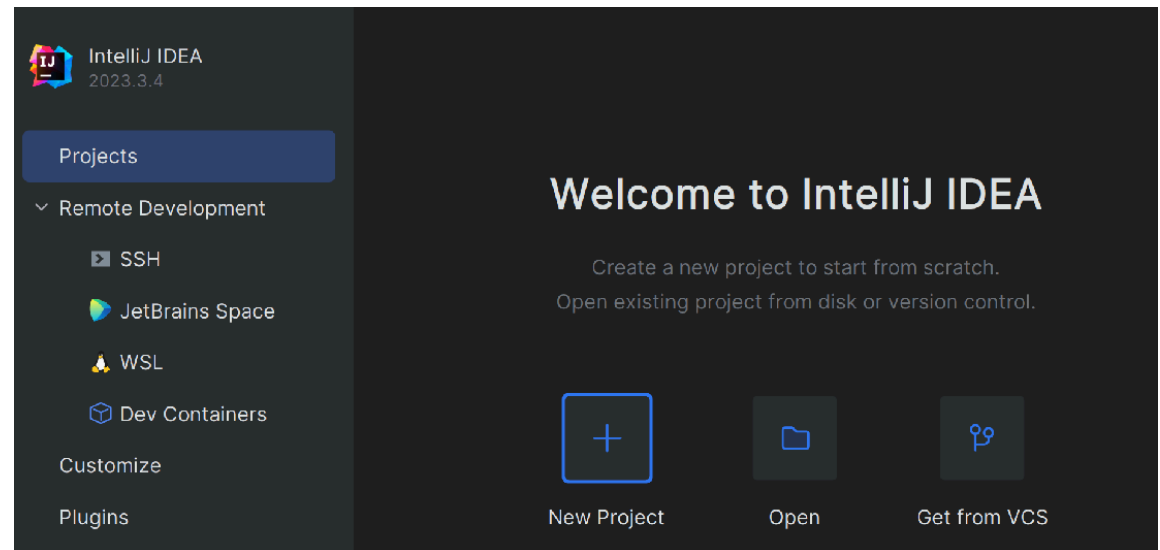 IJ
IntelliJ IDEA
2023.3.4
Projects
Remote Development
SSH
JetBrains Space
WSL
Dev Containers
Customize
Plugins
Welcome to IntelliJ IDEA
Create a new project to start from scratch.
Open existing project from disk or version control.
New Project
Open
Get from VCS